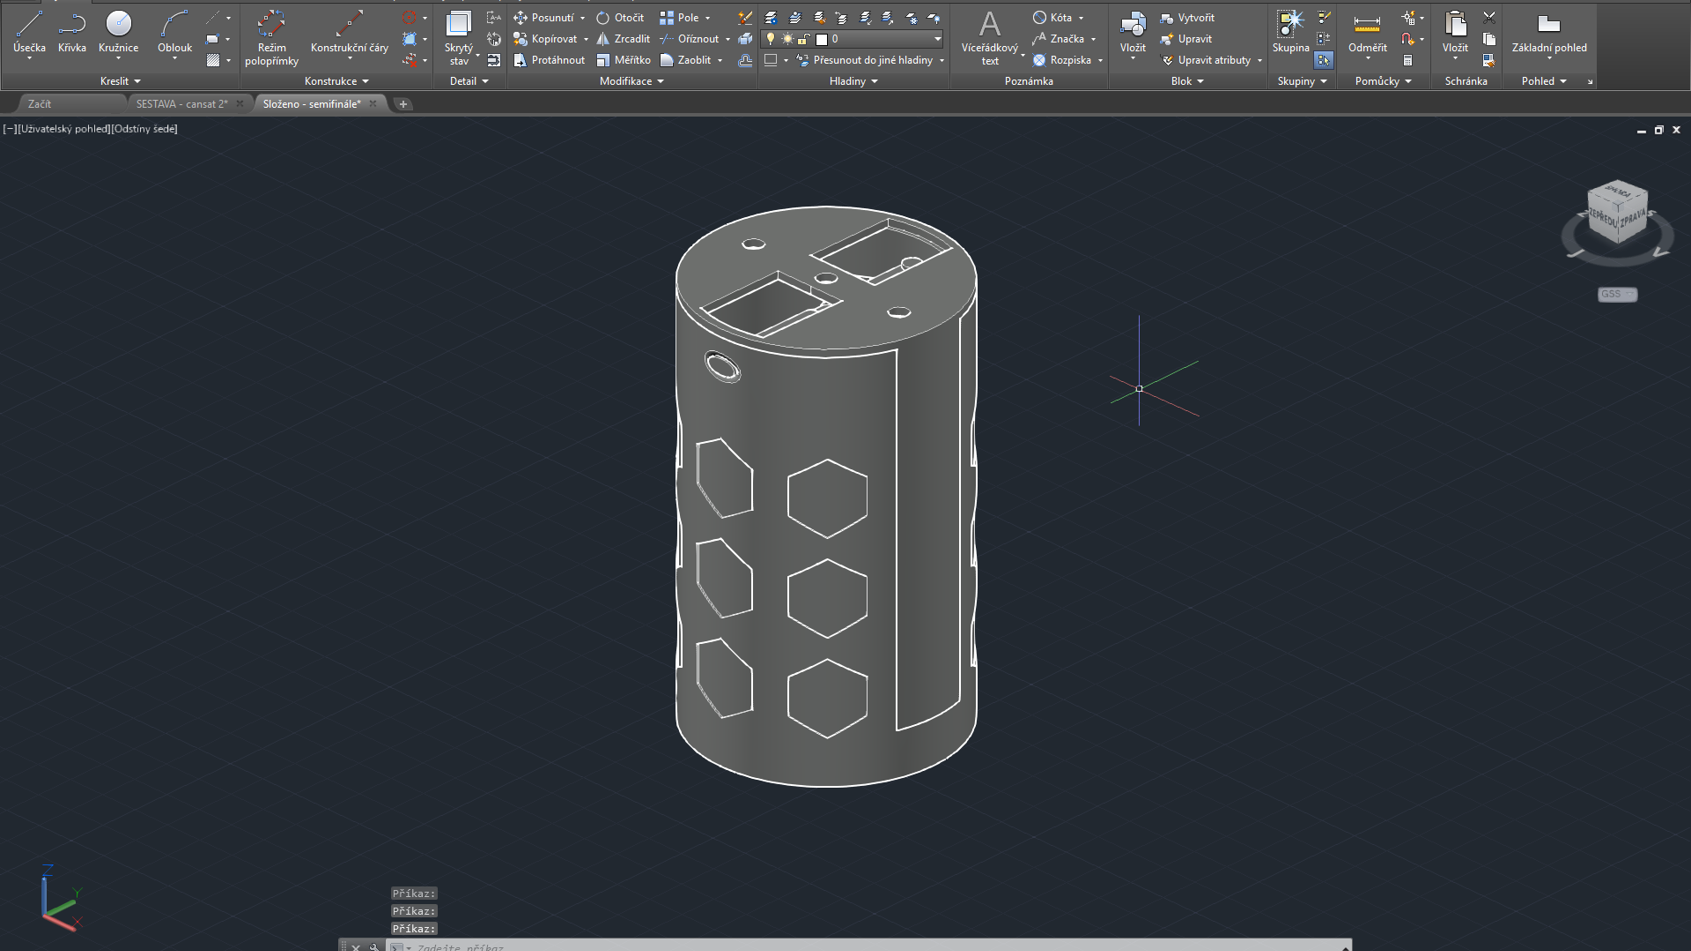 Úsečka
Křivka
Kružnice
Oblouk
Kreslit
Režim polopřímky
Konstrukční čáry
Konstrukce
Skrytý stav
Detail
Posunutí
Otočit
Pole
Kopírovat
Zrcadlit
Oříznout
Protáhnout
Měřítko
Zaoblit
Modifikace
0
Přesunout do jiné hladiny
Hladiny
A
Víceřádkový text
Kóta
Značka
Rozpiska
Poznámka
Vložit
Vytvořit
Upravit
Upravit atributy
Blok
Skupina
Skupiny
Odměřit
Pomůcky
Vložit
Schránka
Základní pohled
Pohled
Začít
SESTAVA - cansat 2*
Složeno - semifinále*
[−][Uživatelský pohled][Odstíny šedé]
ZEPŘEDU
ZPRAVA
GSS
Z
Y
X
Příkaz:
Příkaz:
Příkaz:
Zadejte příkaz